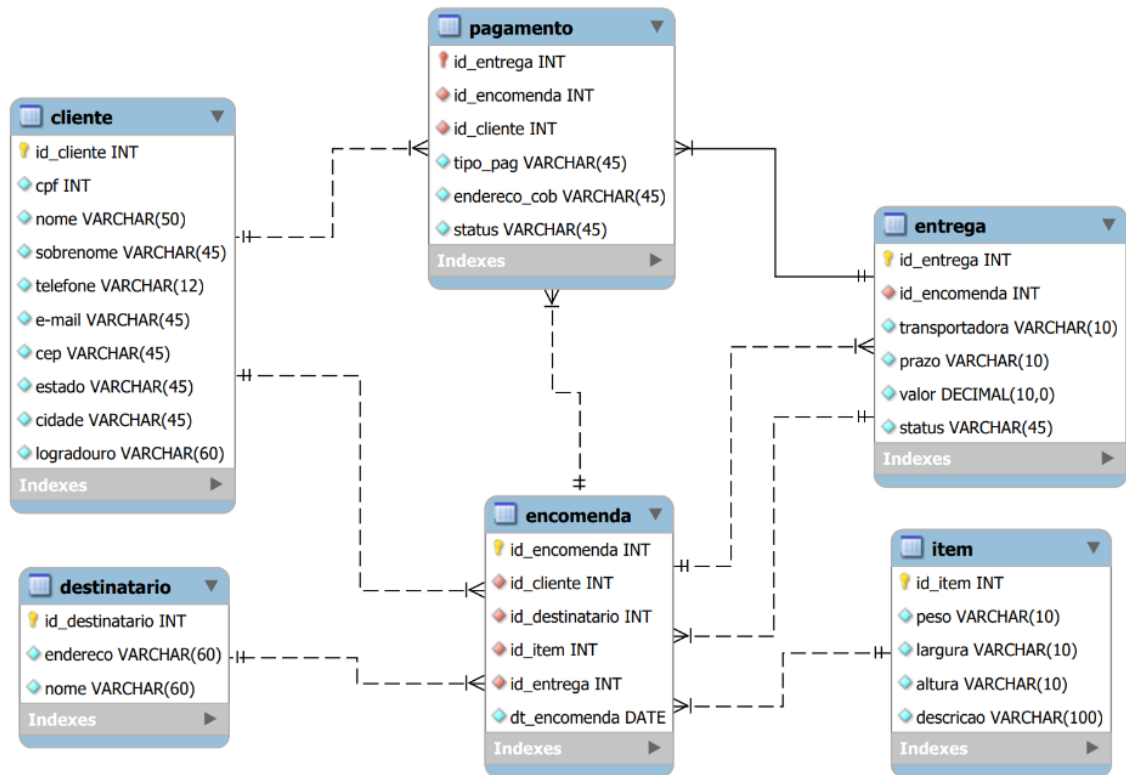 pagamento
id_entrega INT
id_encomenda INT
id_cliente INT
tipo_pag VARCHAR(45)
endereco_cob VARCHAR(45)
status VARCHAR(45)
Indexes
cliente
id_cliente INT
cpf INT
nome VARCHAR(50)
sobrenome VARCHAR(45)
telefone VARCHAR(12)
e-mail VARCHAR(45)
cep VARCHAR(45)
estado VARCHAR(45)
cidade VARCHAR(45)
logradouro VARCHAR(60)
Indexes
entrega
id_entrega INT
id_encomenda INT
transportadora VARCHAR(10)
prazo VARCHAR(10)
valor DECIMAL(10,0)
status VARCHAR(45)
Indexes
destinatario
id_destinatario INT
endereco VARCHAR(60)
nome VARCHAR(60)
Indexes
encomenda
id_encomenda INT
id_cliente INT
id_destinatario INT
id_item INT
id_entrega INT
dt_encomenda DATE
Indexes
item
id_item INT
peso VARCHAR(10)
largura VARCHAR(10)
altura VARCHAR(10)
descricao VARCHAR(100)
Indexes